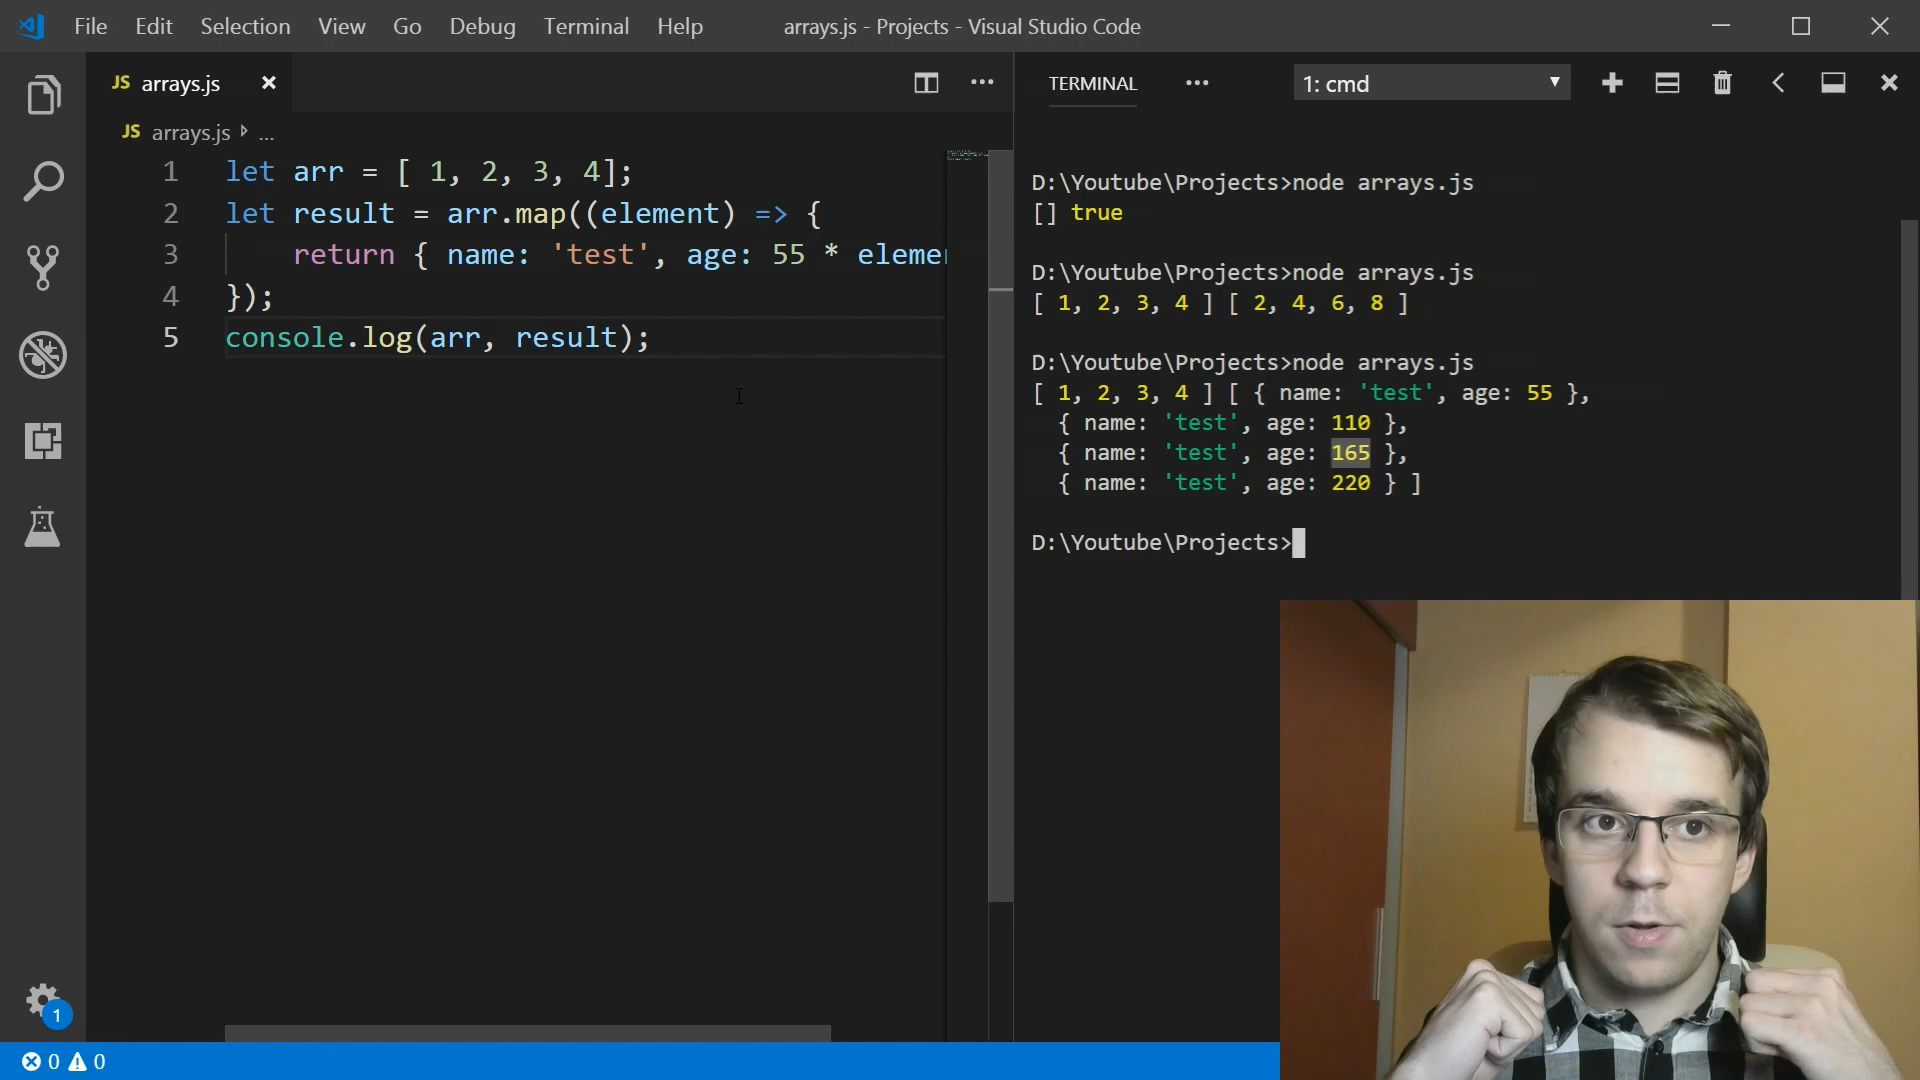 File Edit Selection View Go Debug Terminal Help
arrays.js - Projects - Visual Studio Code
JS arrays.js
JS arrays.js ...
1 let arr = [ 1, 2, 3, 4];
2 let result = arr.map((element) => {
3 return { name: 'test', age: 55 * elemen
4 });
5 console.log(arr, result);
TERMINAL
1: cmd
D:\Youtube\Projects>node arrays.js
[] true
D:\Youtube\Projects>node arrays.js
[ 1, 2, 3, 4 ] [ 2, 4, 6, 8 ]
D:\Youtube\Projects>node arrays.js
[ 1, 2, 3, 4 ] [ { name: 'test', age: 55 },
{ name: 'test', age: 110 },
{ name: 'test', age: 165 },
{ name: 'test', age: 220 } ]
D:\Youtube\Projects>
1
0 0